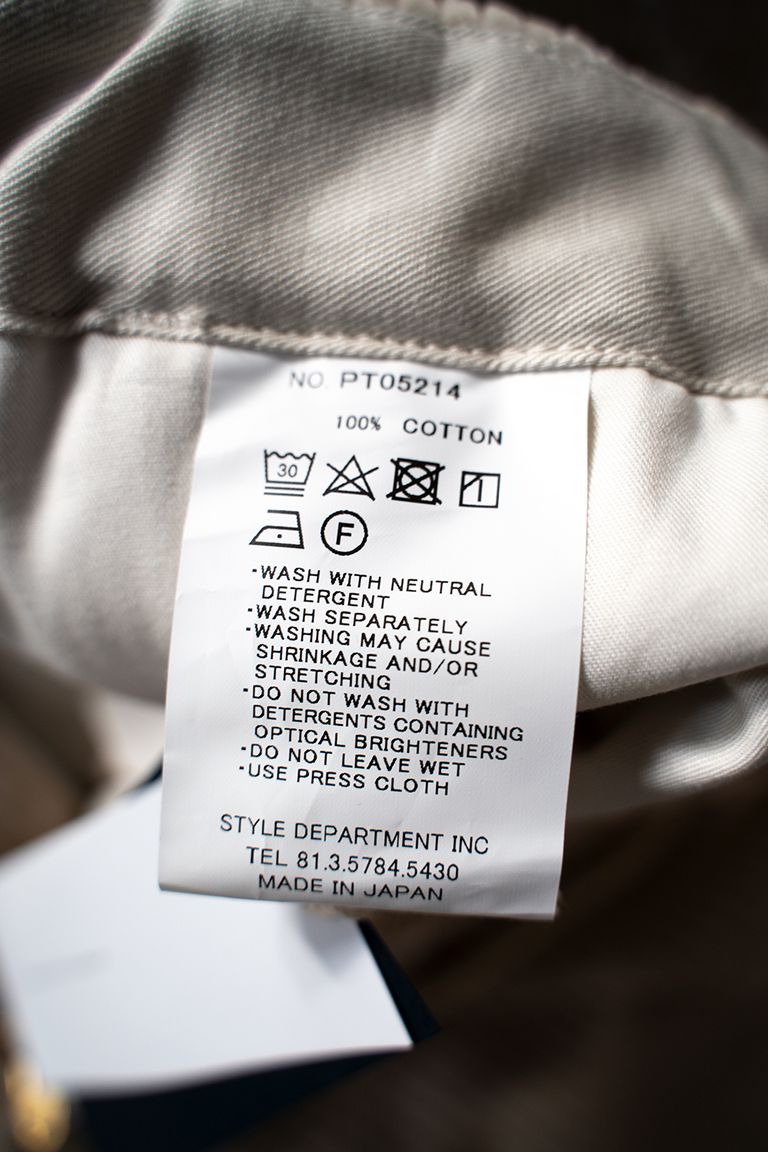 NO. PT05214
100% COTTON
30
F
·WASH WITH NEUTRAL
DETERGENT
·WASH SEPARATELY
·WASHING MAY CAUSE
SHRINKAGE AND/OR
STRETCHING
·DO NOT WASH WITH
DETERGENTS CONTAINING
OPTICAL BRIGHTENERS
·DO NOT LEAVE WET
·USE PRESS CLOTH
STYLE DEPARTMENT INC
TEL 81.3.5784.5430
MADE IN JAPAN